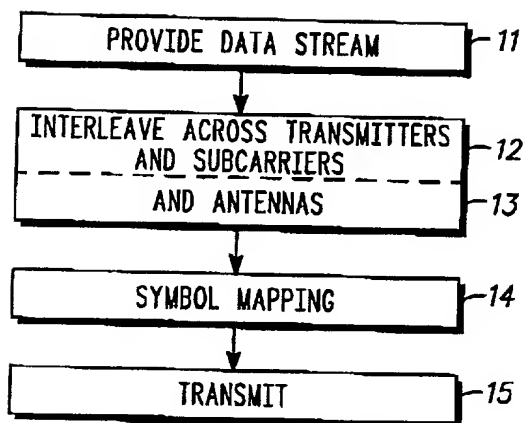 PROVIDE DATA STREAM 11
INTERLEAVE ACROSS TRANSMITTERS
AND SUBCARRIERS 12
AND ANTENNAS 13
SYMBOL MAPPING 14
TRANSMIT 15